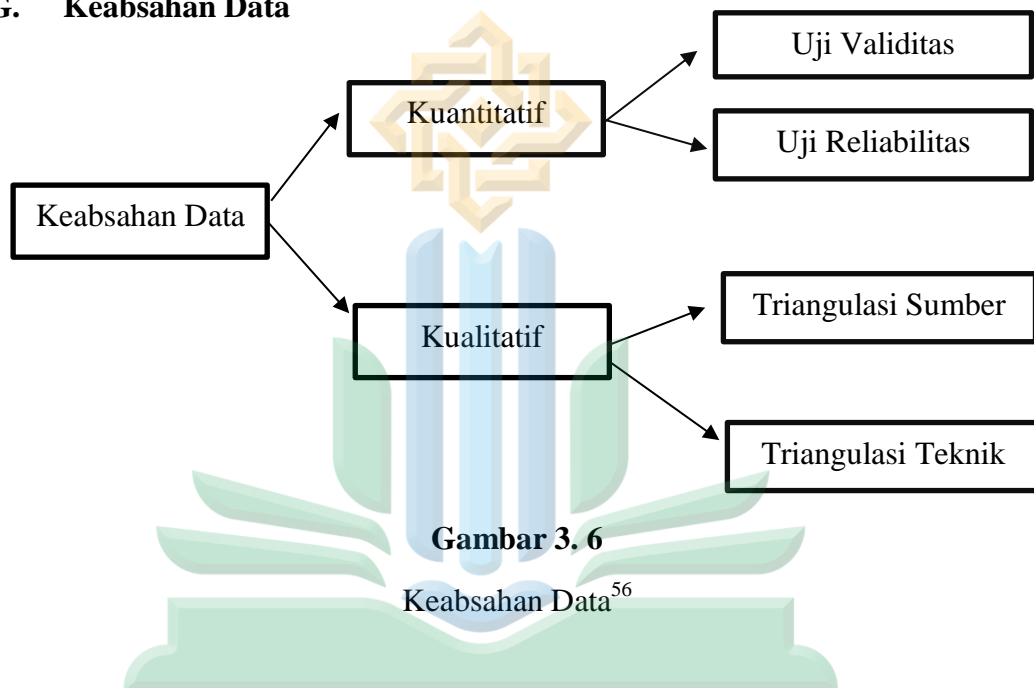 G. Keabsahan Data
Uji Validitas
Kuantitatif
Uji Reliabilitas
Keabsahan Data
Triangulasi Sumber
Kualitatif
Triangulasi Teknik
Gambar 3. 6
Keabsahan Data56